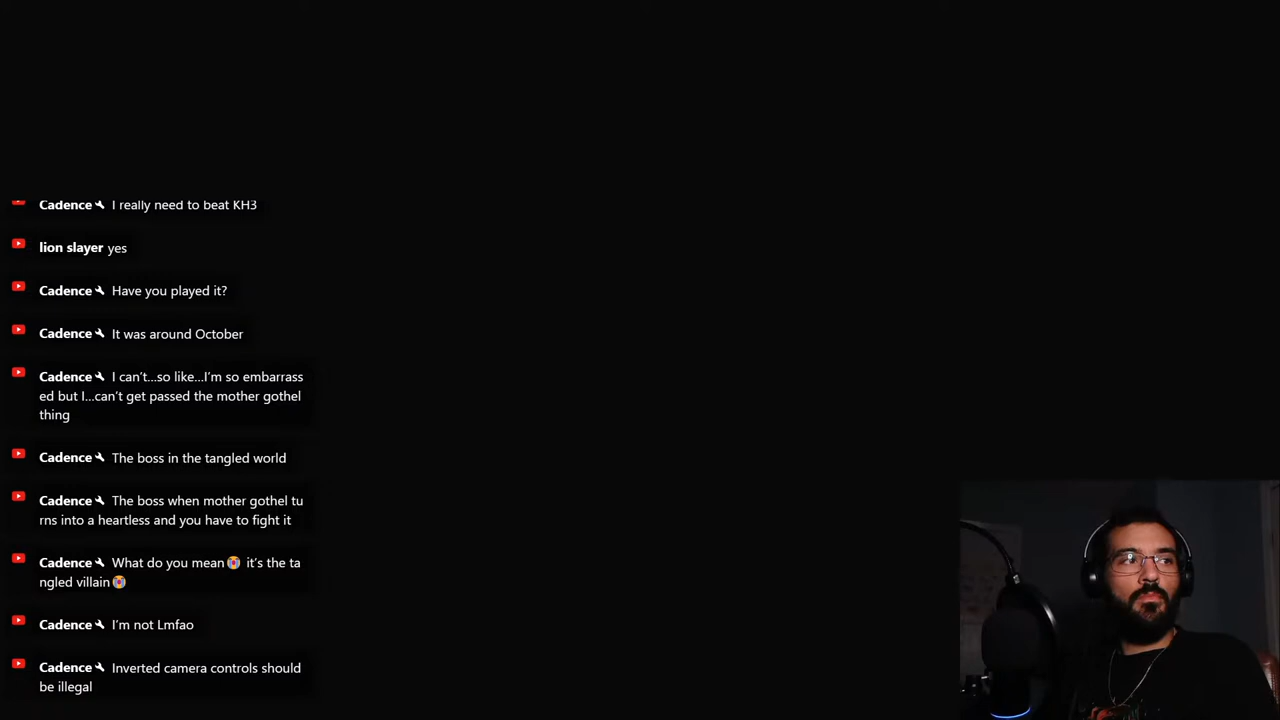 Cadence I really need to beat KH3
lion slayer yes
Cadence Have you played it?
Cadence It was around October
Cadence I can't...so like...I'm so embarrass
ed but I...can't get passed the mother gothel
thing
Cadence The boss in the tangled world
Cadence The boss when mother gothel tu
rns into a heartless and you have to fight it
Cadence What do you mean😭 it's the ta
ngled villain😭
Cadence I'm not Lmfao
Cadence Inverted camera controls should
be illegal